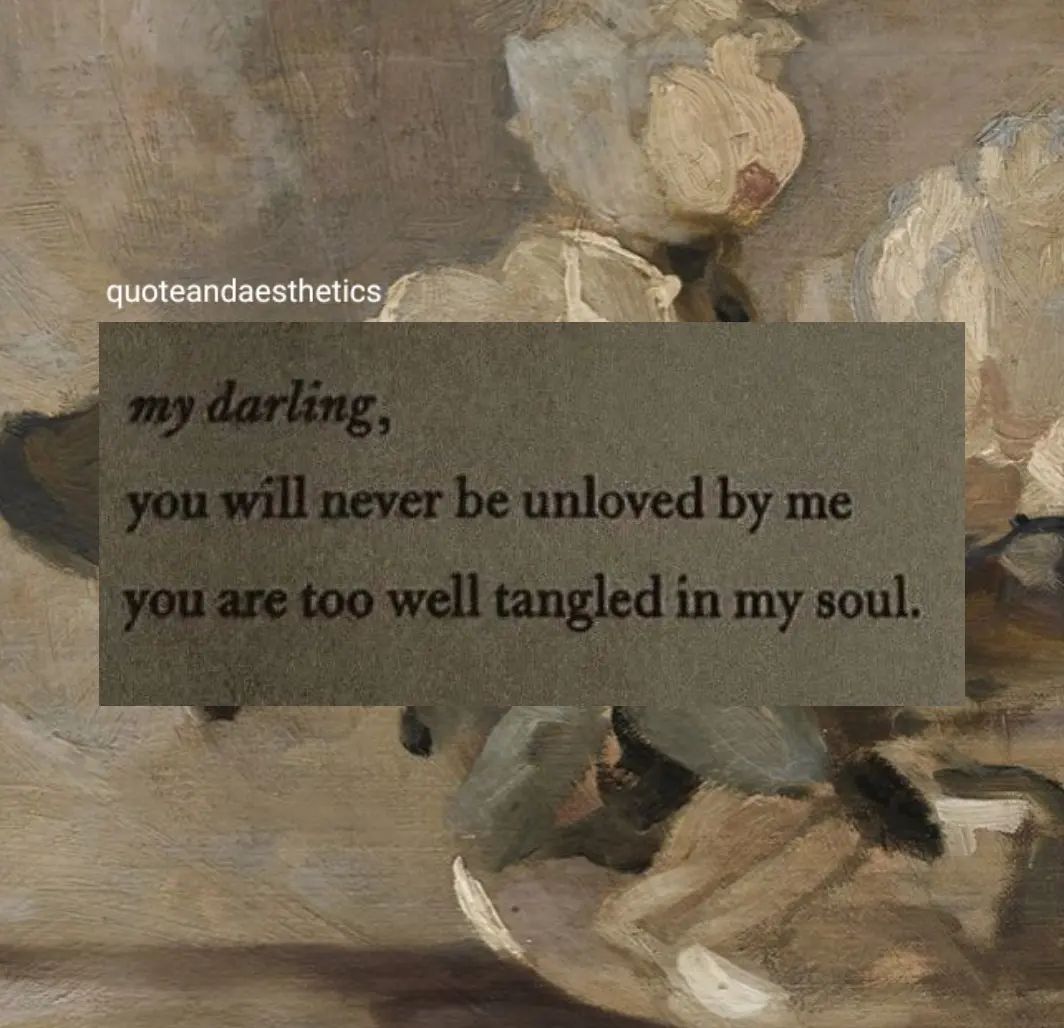 quoteandaesthetics
my darling,
you will never be unloved by me
you are too well tangled in my soul.